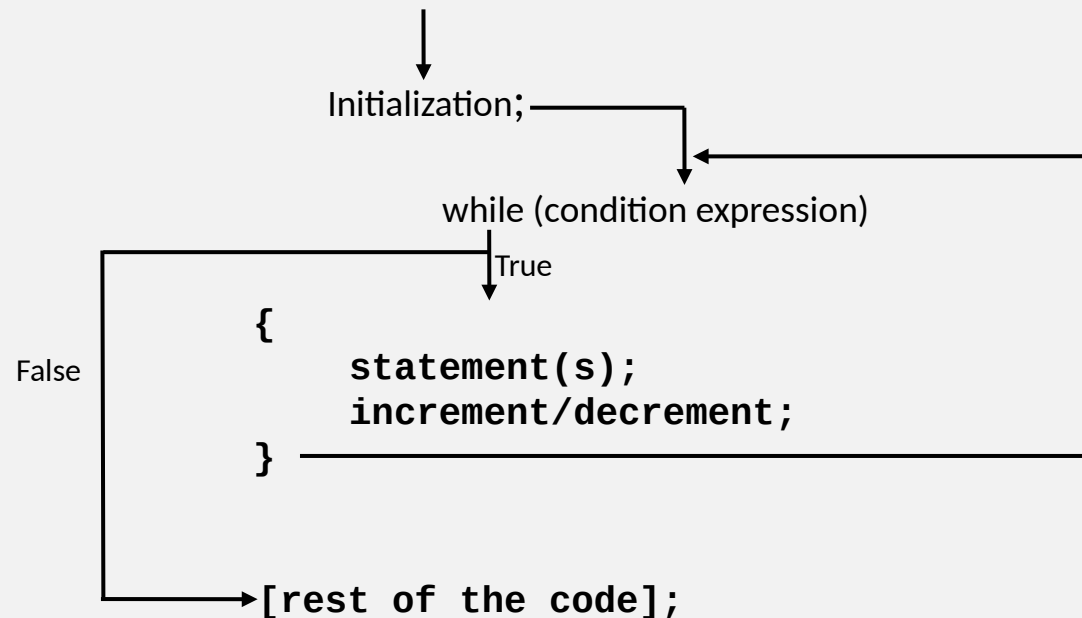 Initialization;
while (condition expression)
True
{
False
statement(s);
increment/decrement;
}
[rest of the code];